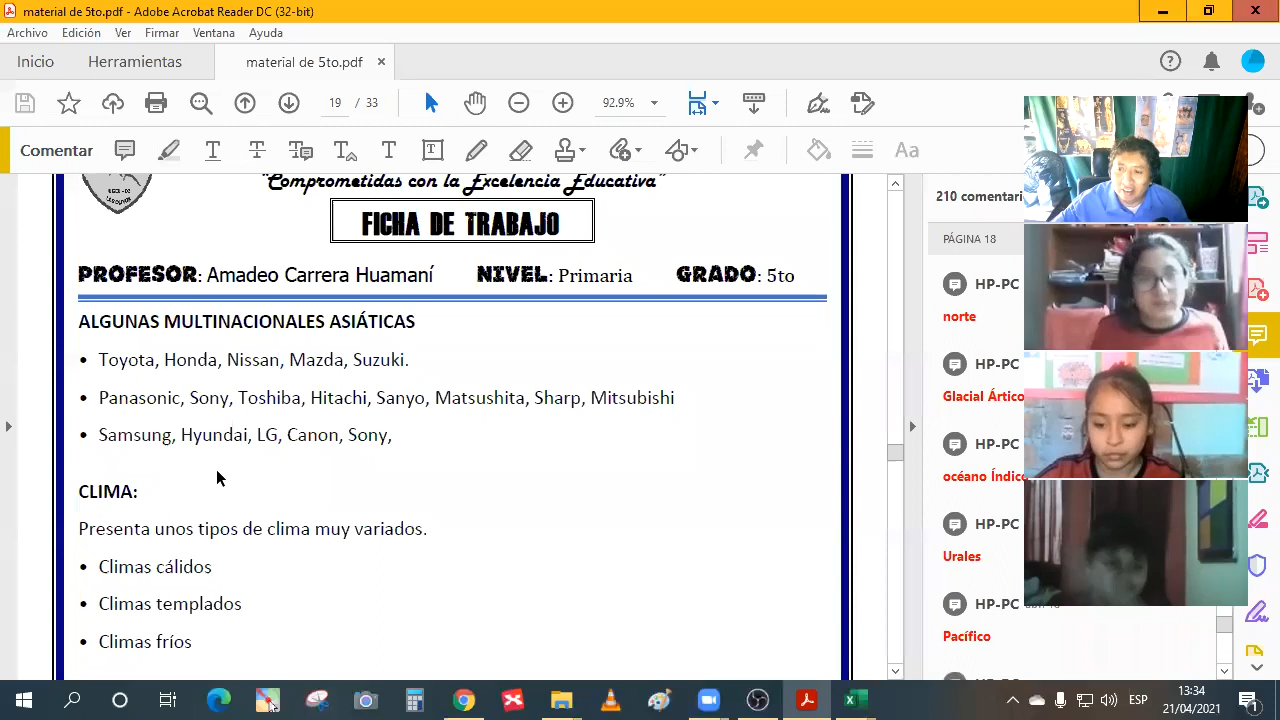 material de 5to.pdf - Adobe Acrobat Reader DC (32-bit)
Archivo Edición Ver Firmar Ventana Ayuda
Inicio Herramientas material de 5to.pdf ×
19 / 33 92.9%
Comentar
Aa
"Comprometidas con la Excelencia Educativa"
FICHA DE TRABAJO
PROFESOR: Amadeo Carrera Huamaní NIVEL: Primaria GRADO: 5to
ALGUNAS MULTINACIONALES ASIÁTICAS
• Toyota, Honda, Nissan, Mazda, Suzuki.
• Panasonic, Sony, Toshiba, Hitachi, Sanyo, Matsushita, Sharp, Mitsubishi
• Samsung, Hyundai, LG, Canon, Sony,
CLIMA:
Presenta unos tipos de clima muy variados.
• Climas cálidos
• Climas templados
• Climas fríos
210 comentari
PÁGINA 18
HP-PC
norte
HP-PC
Glacial Ártico
HP-PC
océano Índico
HP-PC
Urales
HP-PC
Pacífico
HP-PC
ESP
13:34
21/04/2021
1